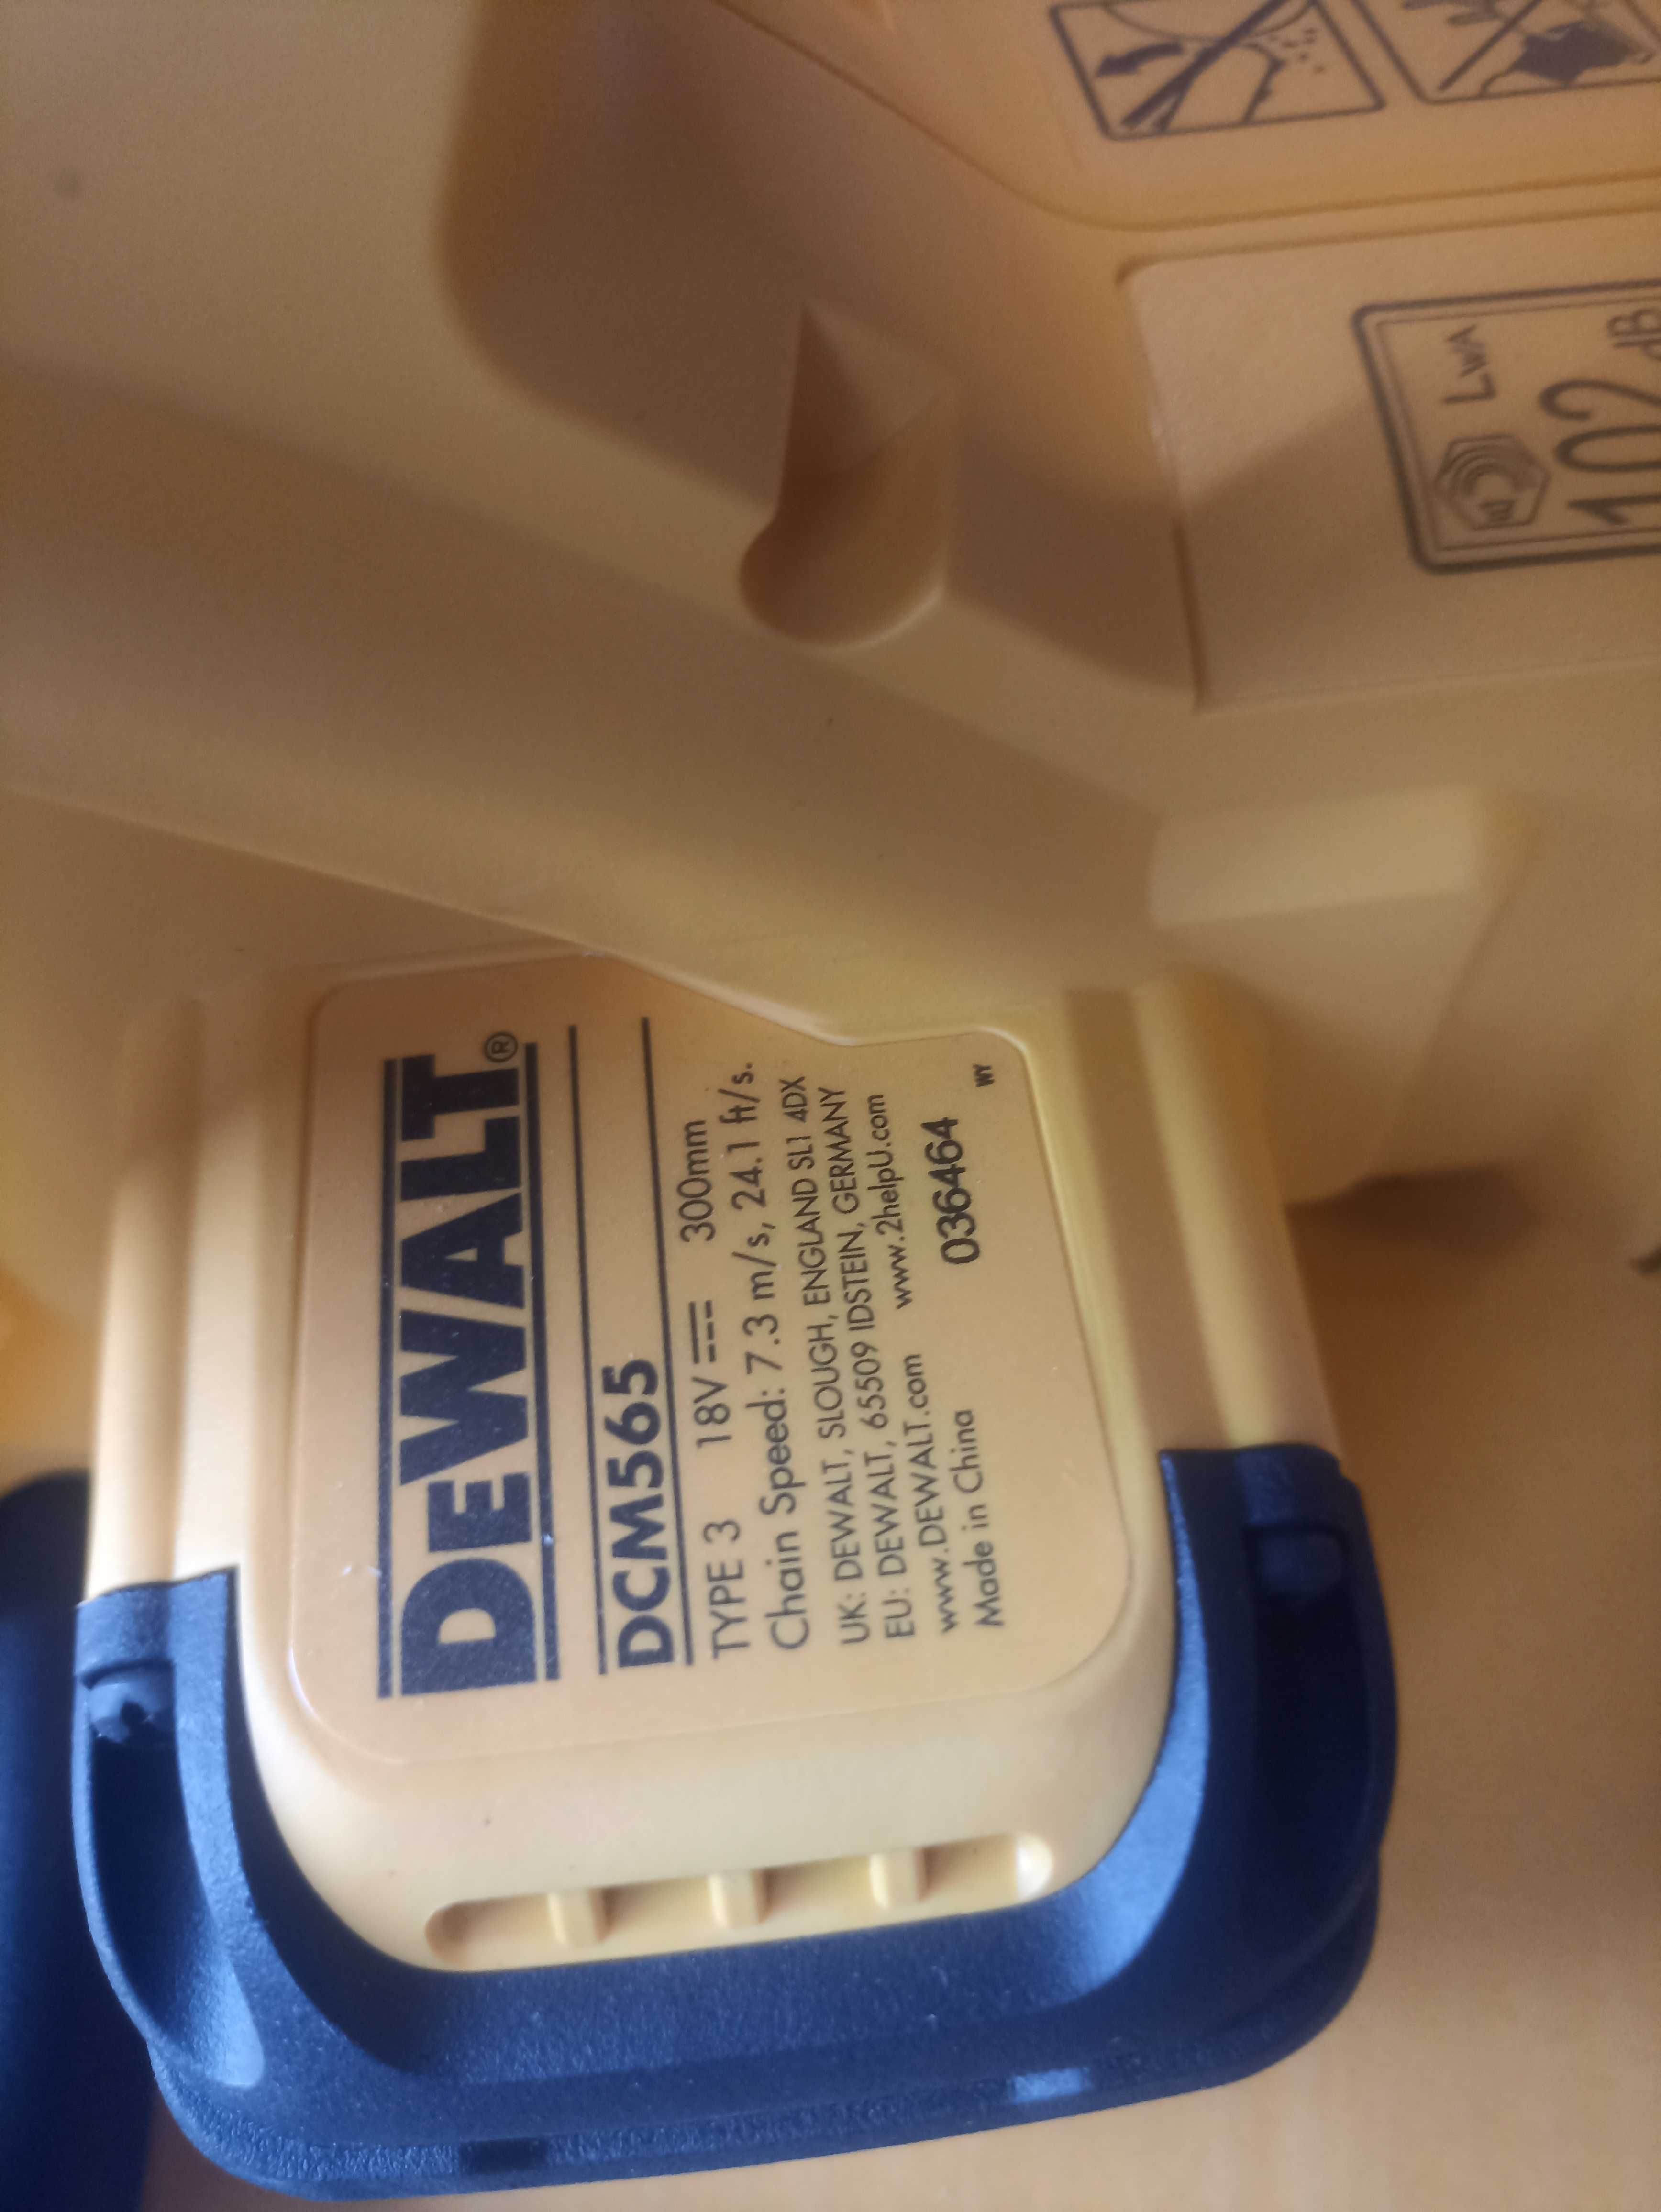 DEWALT®
DCM565
TYPE 3 18V 300mm
Chain Speed: 7.3 m/s, 24.1 ft/s.
UK: DEWALT, SLOUGH, ENGLAND SL1 4DX
EU: DEWALT, 65509 IDSTEIN, GERMANY
www.DEWALT.com www.2helpU.com
Made in China 036464
WY
LWA
102 dB